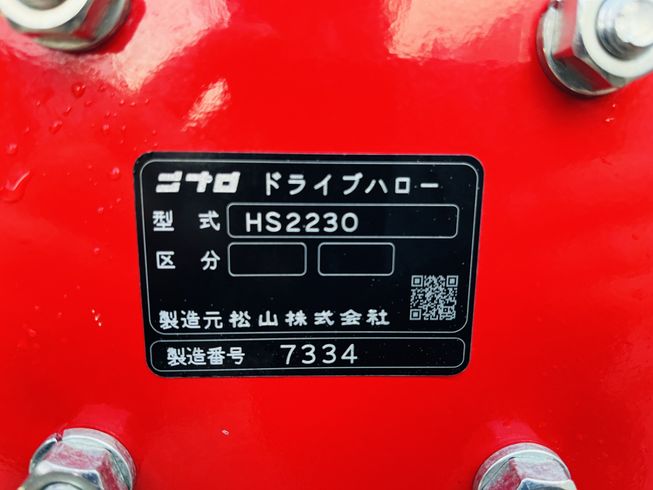 ニプロ ドライブハロー
型式 HS2230
区分
製造元 松山株式会社
製造番号 7334